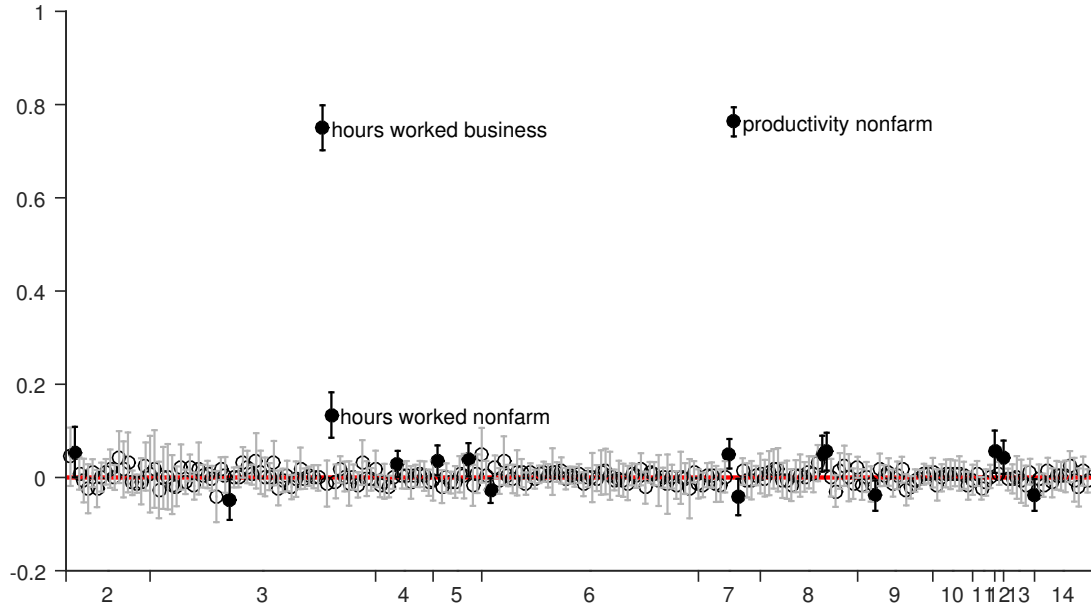 1
0.8
hours worked business
productivity nonfarm
0.6
0.4
0.2
hours worked nonfarm
0
-0.2
2 3 4 5 6 7 8 9 10 11 12 13 14